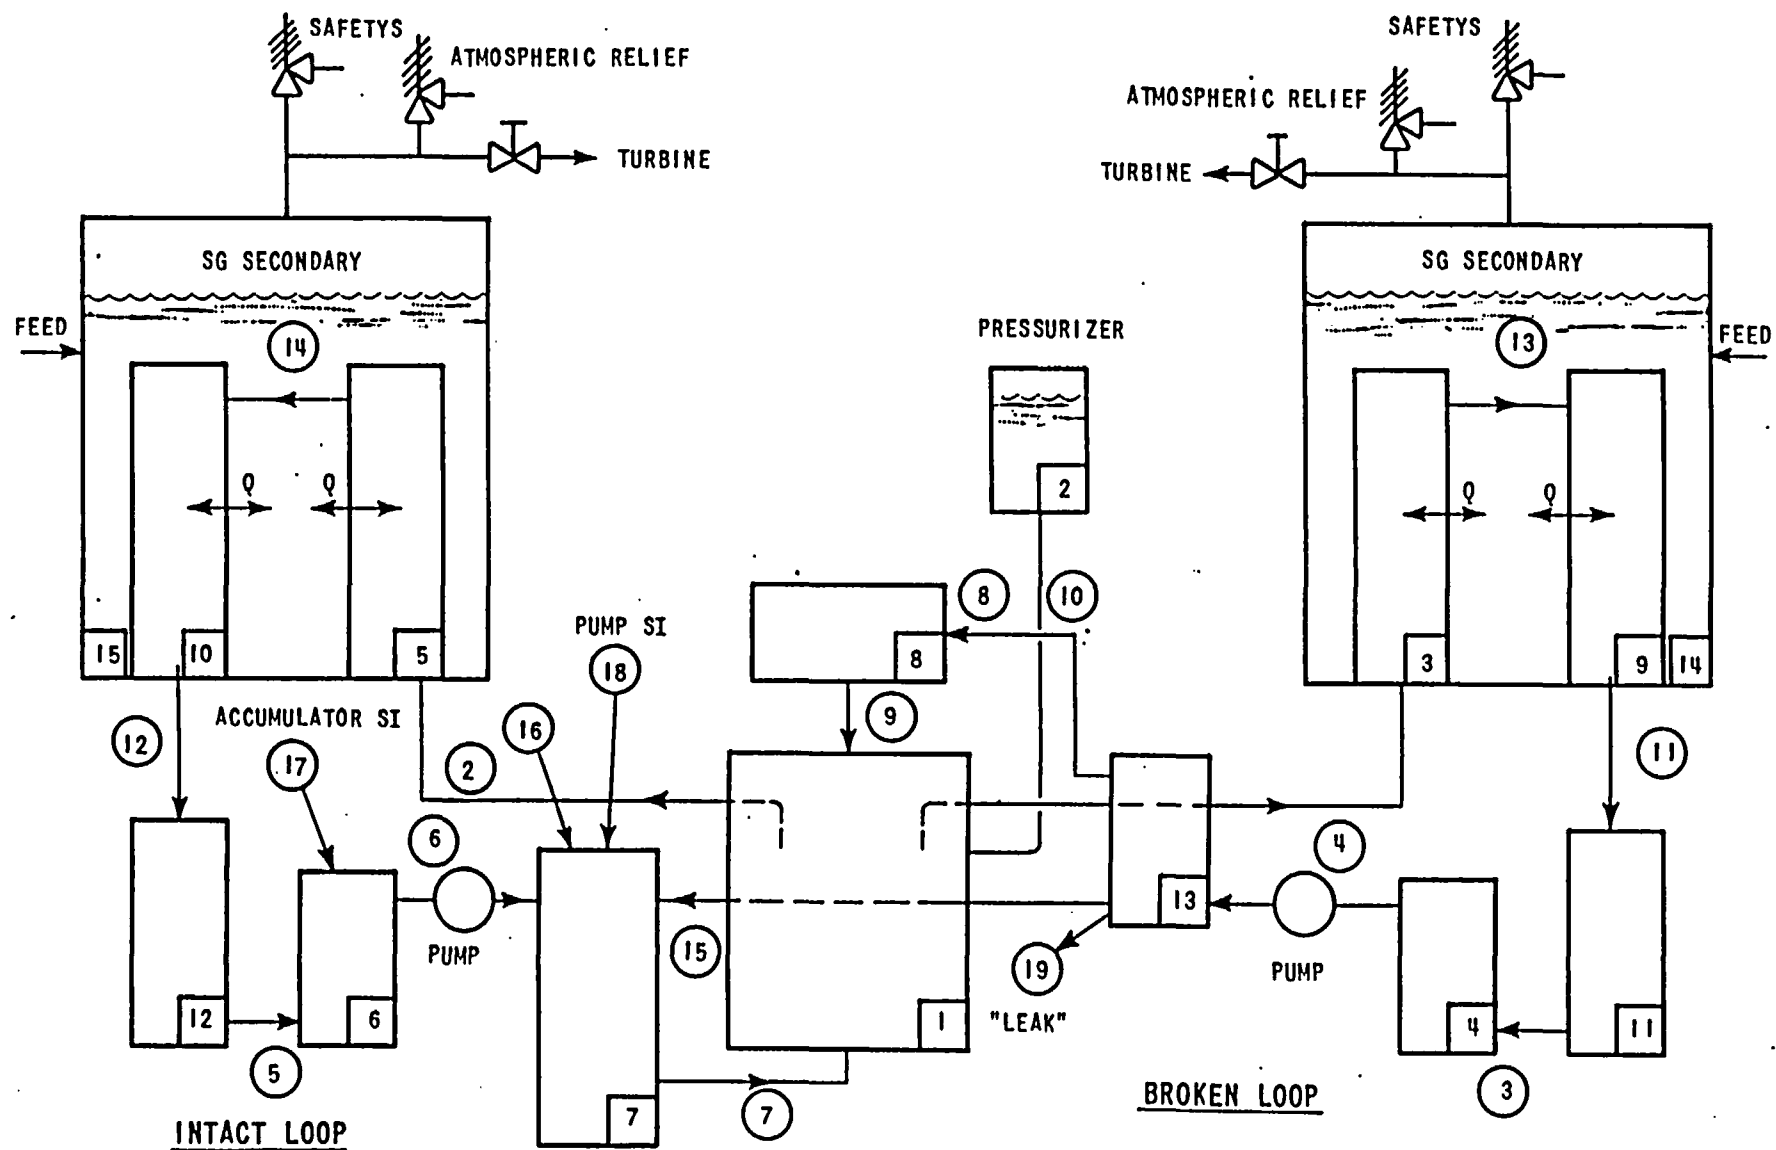 SAFETYS
ATMOSPHERIC RELIEF
TURBINE
SAFETYS
ATMOSPHERIC RELIEF
TURBINE
SG SECONDARY
SG SECONDARY
FEED
14
PRESSURIZER
13
FEED
Q Q
2
Q Q
8
10
15
10
5
PUMP SI
18
8
3
9
14
ACCUMULATOR SI
12
17
2
16
9
11
6
4
13
PUMP
15
19
PUMP
12
6
1
"LEAK"
4
11
5
7
7
3
BROKEN LOOP
INTACT LOOP